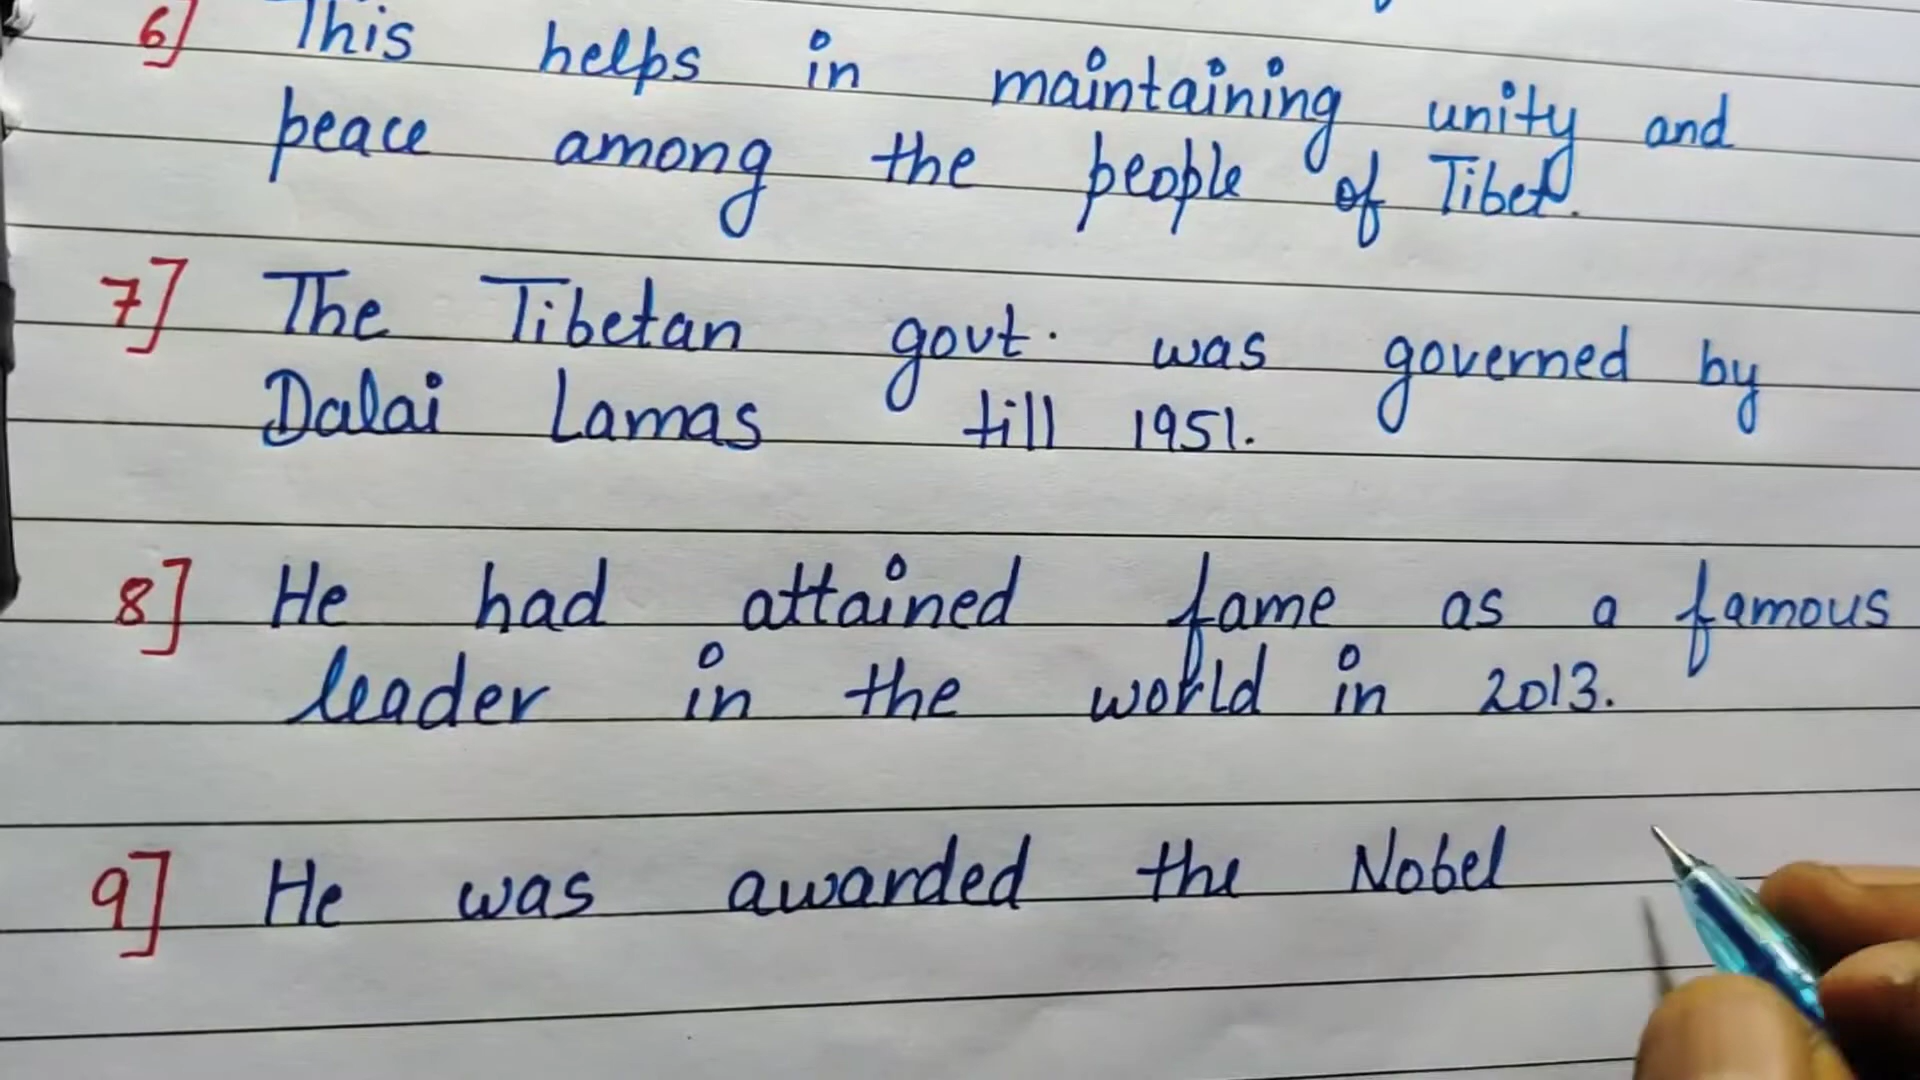 6] This helps in maintaining unity and
peace among the people of Tibet.
7] The Tibetan govt. was governed by
Dalai Lamas till 1951.
8] He had attained fame as a famous
leader in the world in 2013.
9] He was awarded the Nobel